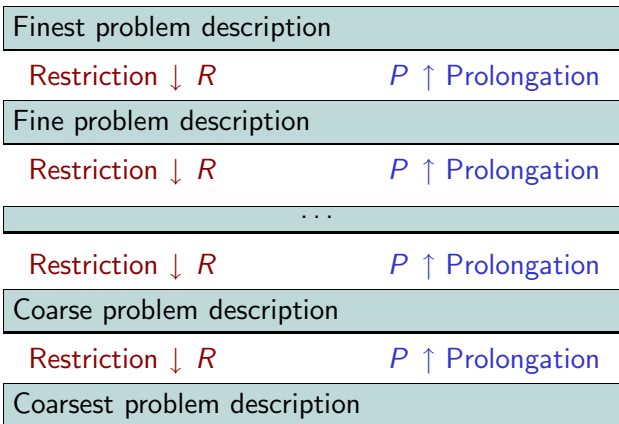 Finest problem description
Restriction ↓ R P ↑ Prolongation
Fine problem description
Restriction ↓ R P ↑ Prolongation
...
Restriction ↓ R P ↑ Prolongation
Coarse problem description
Restriction ↓ R P ↑ Prolongation
Coarsest problem description